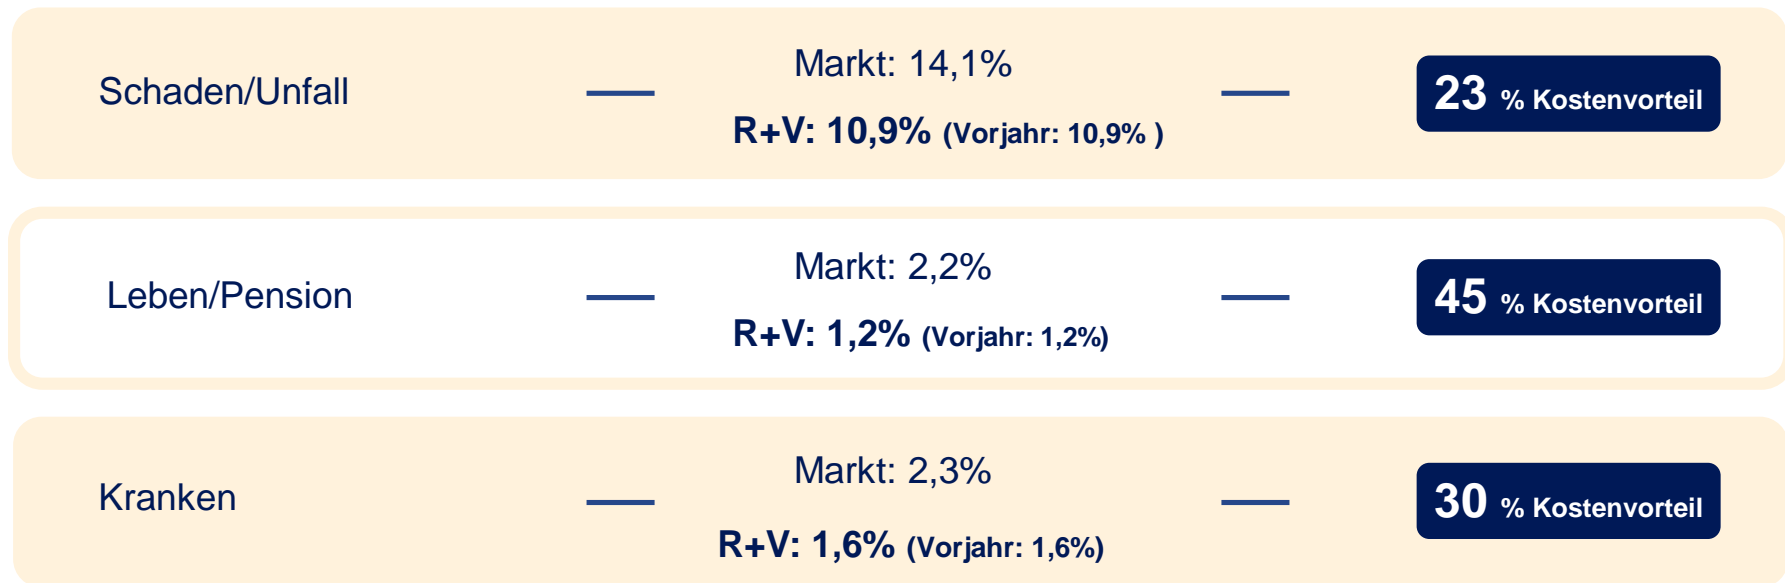 Schaden/Unfall
Markt: 14,1%
R+V: 10,9% (Vorjahr: 10,9% )
23 % Kostenvorteil
Leben/Pension
Markt: 2,2%
R+V: 1,2% (Vorjahr: 1,2%)
45 % Kostenvorteil
Kranken
Markt: 2,3%
R+V: 1,6% (Vorjahr: 1,6%)
30 % Kostenvorteil